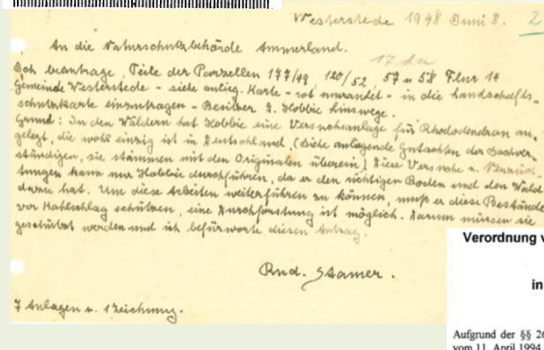 Westerstede 1948 Juni 8.
2
An die Naturschutzbehörde Ammerland.
17 ha
Ich beantrage, Teile der Parzellen 177/49, 120/52, 57 u 58 Flur 14
Gemeinde Westerstede - siehe anlieg. Karte - rot umrandet - in die Landschafts-
schutzkarte einzutragen - Besitzer D. Hobbie Linswege.
Grund: In den Wäldern hat Hobbie eine Versuchsanlage für Rhododendron an-
gelegt, die wohl einzig ist in Deutschland. (Siehe anliegende Gutachten der Sachver-
ständigen, sie stimmen mit den Originalen überein) Diese Versuche u.
tungen kann nur Hobbie durchführen, da er den richtigen Boden und den Wald
dazu hat. Um diese Arbeiten weiterführen zu können, muß er diese Bestände
vor Kahlschlag schützen, eine Durchforstung ist möglich. Darum müssen sie
geschützt werden und ich befürworte diesen Antrag.
Rud. Stamer.
7 Anlagen u. 1 Zeichnung.
Verordnung
in
Aufgrund der §§ 26
vom 11. April 1994